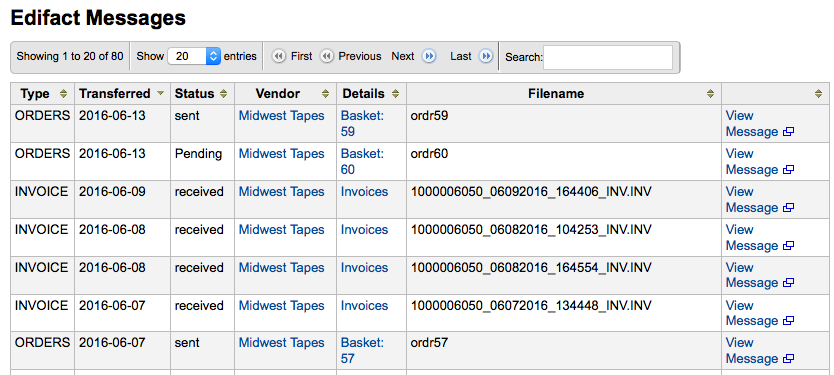 Edifact Messages
Showing 1 to 20 of 80 Show 20 entries First Previous Next Last Search:
Type Transferred Status Vendor Details Filename
ORDERS 2016-06-13 sent Midwest Tapes Basket: 59 ordr59 View Message
ORDERS 2016-06-13 Pending Midwest Tapes Basket: 60 ordr60 View Message
INVOICE 2016-06-09 received Midwest Tapes Invoices 1000006050_06092016_164406_INV.INV View Message
INVOICE 2016-06-08 received Midwest Tapes Invoices 1000006050_06082016_104253_INV.INV View Message
INVOICE 2016-06-08 received Midwest Tapes Invoices 1000006050_06082016_164554_INV.INV View Message
INVOICE 2016-06-07 received Midwest Tapes Invoices 1000006050_06072016_134448_INV.INV View Message
ORDERS 2016-06-07 sent Midwest Tapes Basket: 57 ordr57 View Message